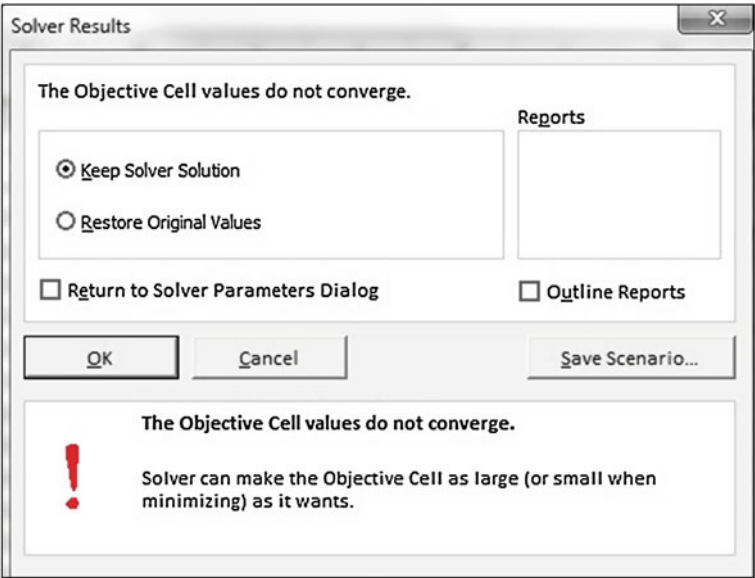 Solver Results
The Objective Cell values do not converge.
Reports
Keep Solver Solution
Restore Original Values
Return to Solver Parameters Dialog
Outline Reports
OK
Cancel
Save Scenario...
The Objective Cell values do not converge.
Solver can make the Objective Cell as large (or small when
minimizing) as it wants.